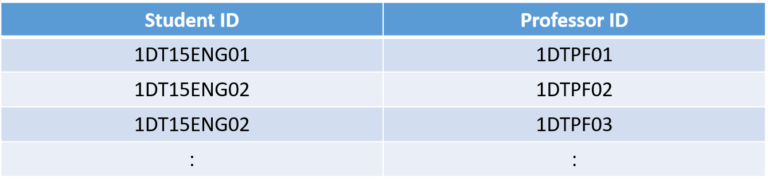 Student ID Professor ID
1DT15ENG01 1DTPF01
1DT15ENG02 1DTPF02
1DT15ENG02 1DTPF03
: :